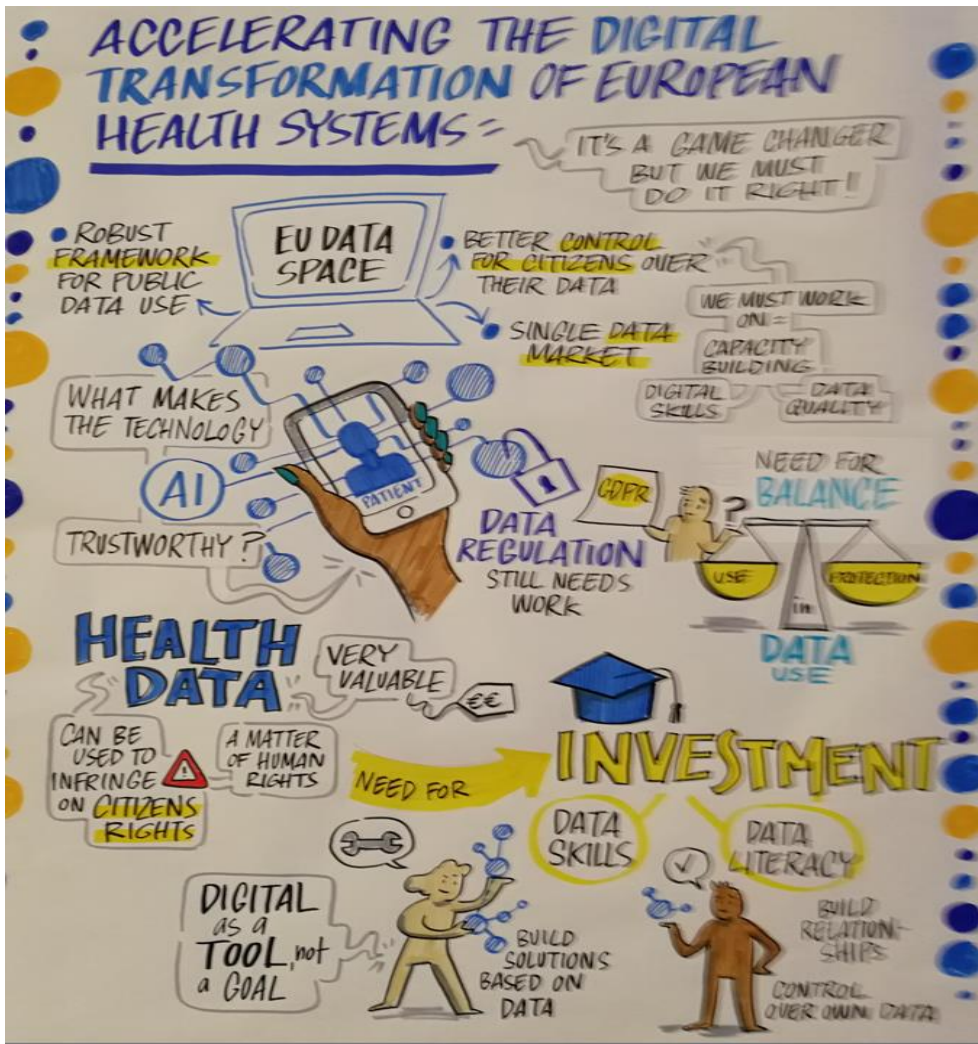 ACCELERATING THE DIGITAL
TRANSFORMATION OF EUROPEAN
HEALTH SYSTEMS =
IT'S A GAME CHANGER
BUT WE MUST
DO IT RIGHT!!
• ROBUST
FRAMEWORK
FOR PUBLIC
DATA USE
EU DATA
SPACE
• BETTER CONTROL
FOR CITIZENS OVER
THEIR DATA
• SINGLE DATA
MARKET
WE MUST WORK
ON =
CAPACITY
BUILDING
DIGITAL
SKILLS
DATA
QUALITY
WHAT MAKES
THE TECHNOLOGY
AI
TRUSTWORTHY?
PATIENT
DATA
REGULATION
STILL NEEDS
WORK
GDPR
?
NEED FOR
BALANCE
USE
PROTECTION
in
DATA
USE
HEALTH
DATA
VERY
VALUABLE
€€
CAN BE
USED TO
INFRINGE
ON CITIZENS
RIGHTS
!
A MATTER
OF HUMAN
RIGHTS
NEED FOR
INVESTMENT
DATA
SKILLS
DATA
LITERACY
DIGITAL
as a
TOOL, not
a GOAL
BUILD
SOLUTIONS
BASED ON
DATA
BUILD
RELATION-
SHIPS
CONTROL
OVER OWN DATA